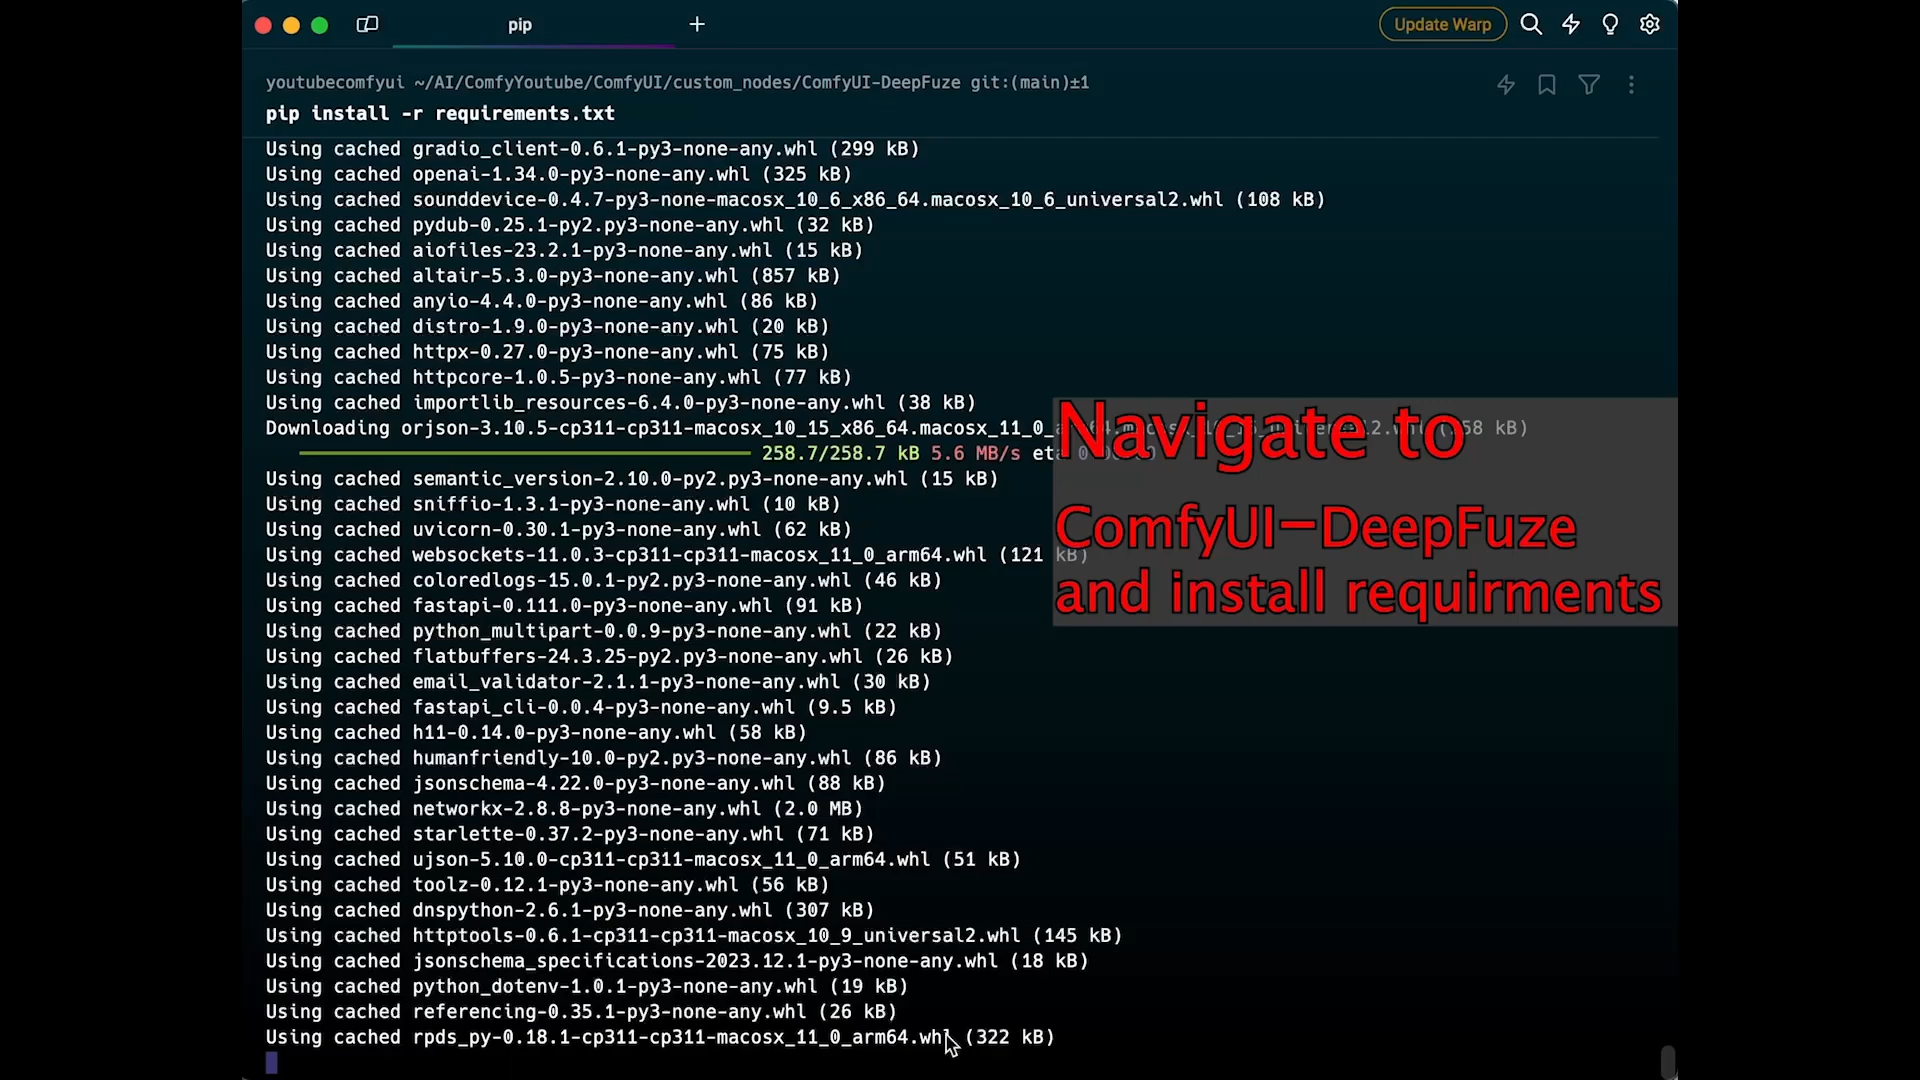 pip
Update Warp
youtubecomfyui ~/AI/ComfyYoutube/ComfyUI/custom_nodes/ComfyUI-DeepFuze git:(main)±1
pip install -r requirements.txt
Using cached gradio_client-0.6.1-py3-none-any.whl (299 kB)
Using cached openai-1.34.0-py3-none-any.whl (325 kB)
Using cached sounddevice-0.4.7-py3-none-macosx_10_6_x86_64.macosx_10_6_universal2.whl (108 kB)
Using cached pydub-0.25.1-py2.py3-none-any.whl (32 kB)
Using cached aiofiles-23.2.1-py3-none-any.whl (15 kB)
Using cached altair-5.3.0-py3-none-any.whl (857 kB)
Using cached anyio-4.4.0-py3-none-any.whl (86 kB)
Using cached distro-1.9.0-py3-none-any.whl (20 kB)
Using cached httpx-0.27.0-py3-none-any.whl (75 kB)
Using cached httpcore-1.0.5-py3-none-any.whl (77 kB)
Using cached importlib_resources-6.4.0-py3-none-any.whl (38 kB)
Downloading orjson-3.10.5-cp311-cp311-macosx_10_15_x86_64.macosx_11_0_
258.7/258.7 kB 5.6 MB/s
Using cached semantic_version-2.10.0-py2.py3-none-any.whl (15 kB)
Using cached sniffio-1.3.1-py3-none-any.whl (10 kB)
Using cached uvicorn-0.30.1-py3-none-any.whl (62 kB)
Using cached websockets-11.0.3-cp311-cp311-macosx_11_0_arm64.whl (121 kB)
Using cached coloredlogs-15.0.1-py2.py3-none-any.whl (46 kB)
Using cached fastapi-0.111.0-py3-none-any.whl (91 kB)
Using cached python_multipart-0.0.9-py3-none-any.whl (22 kB)
Using cached flatbuffers-24.3.25-py2.py3-none-any.whl (26 kB)
Using cached email_validator-2.1.1-py3-none-any.whl (30 kB)
Using cached fastapi_cli-0.0.4-py3-none-any.whl (9.5 kB)
Using cached h11-0.14.0-py3-none-any.whl (58 kB)
Using cached humanfriendly-10.0-py2.py3-none-any.whl (86 kB)
Using cached jsonschema-4.22.0-py3-none-any.whl (88 kB)
Using cached networkx-2.8.8-py3-none-any.whl (2.0 MB)
Using cached starlette-0.37.2-py3-none-any.whl (71 kB)
Using cached ujson-5.10.0-cp311-cp311-macosx_11_0_arm64.whl (51 kB)
Using cached toolz-0.12.1-py3-none-any.whl (56 kB)
Using cached dnspython-2.6.1-py3-none-any.whl (307 kB)
Using cached httptools-0.6.1-cp311-cp311-macosx_10_9_universal2.whl (145 kB)
Using cached jsonschema_specifications-2023.12.1-py3-none-any.whl (18 kB)
Using cached python_dotenv-1.0.1-py3-none-any.whl (19 kB)
Using cached referencing-0.35.1-py3-none-any.whl (26 kB)
Using cached rpds_py-0.18.1-cp311-cp311-macosx_11_0_arm64.whl (322 kB)
Navigate to
ComfyUI-DeepFuze
and install requirments